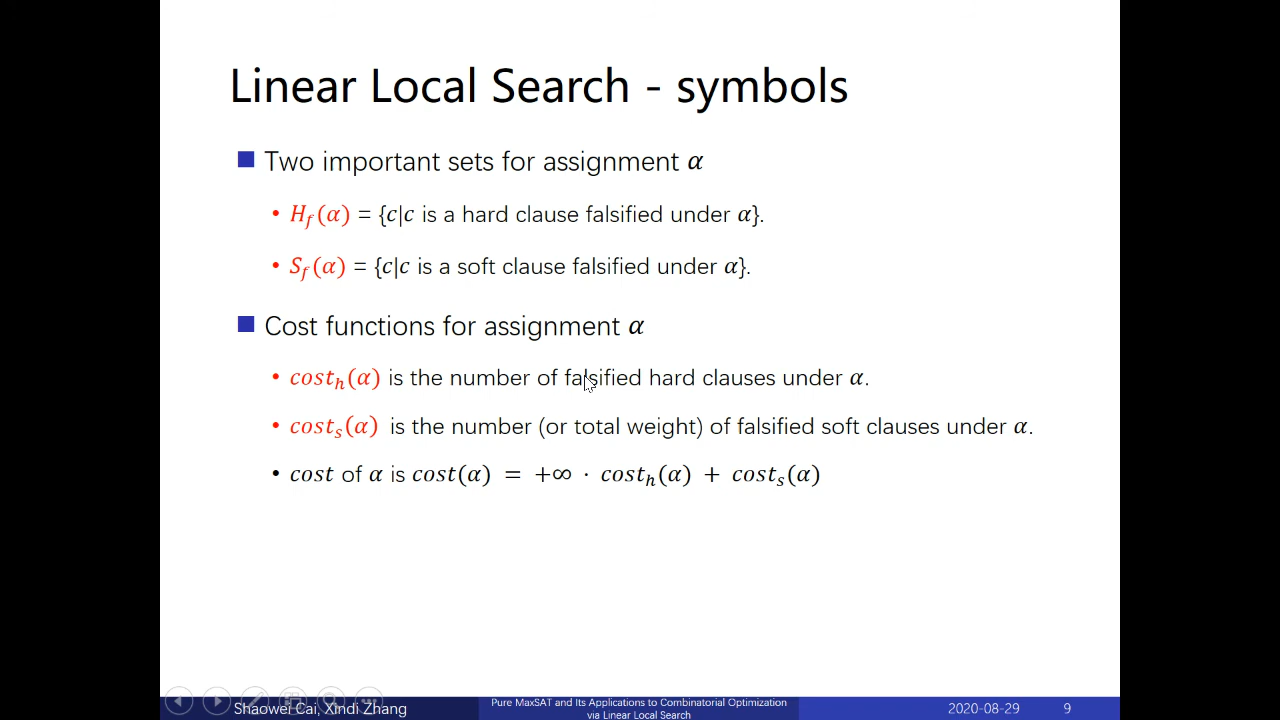 Linear Local Search - symbols
Two important sets for assignment α
• H_f(α) = {c|c is a hard clause falsified under α}.
• S_f(α) = {c|c is a soft clause falsified under α}.
Cost functions for assignment α
• cost_h(α) is the number of falsified hard clauses under α.
• cost_s(α) is the number (or total weight) of falsified soft clauses under α.
• cost of α is cost(α) = +∞ · cost_h(α) + cost_s(α)
Shaowei Cai, Xindi Zhang
Pure MaxSAT and Its Applications to Combinatorial Optimization
via Linear Local Search
2020-08-29
9